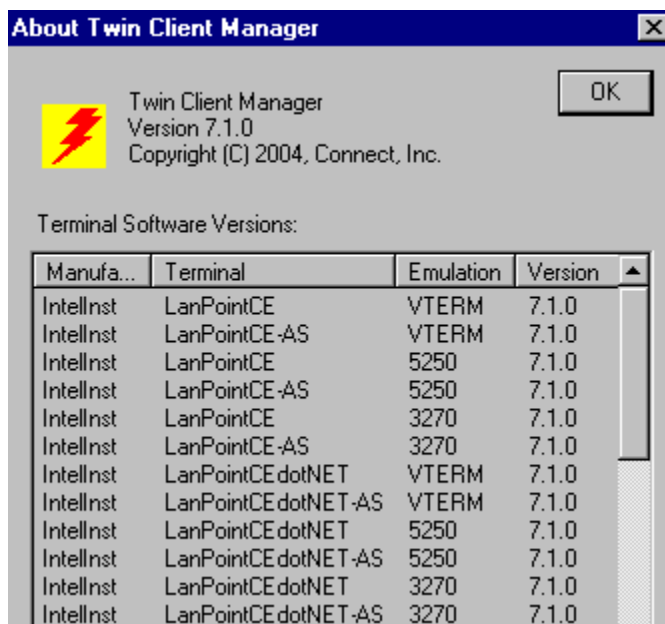 About Twin Client Manager
OK
Twin Client Manager
Version 7.1.0
Copyright (C) 2004, Connect, Inc.
Terminal Software Versions:
Manufa... Terminal Emulation Version
IntelInst LanPointCE VTERM 7.1.0
IntelInst LanPointCE-AS VTERM 7.1.0
IntelInst LanPointCE 5250 7.1.0
IntelInst LanPointCE-AS 5250 7.1.0
IntelInst LanPointCE 3270 7.1.0
IntelInst LanPointCE-AS 3270 7.1.0
IntelInst LanPointCEdotNET VTERM 7.1.0
IntelInst LanPointCEdotNET-AS VTERM 7.1.0
IntelInst LanPointCEdotNET 5250 7.1.0
IntelInst LanPointCEdotNET-AS 5250 7.1.0
IntelInst LanPointCEdotNET 3270 7.1.0
IntelInst LanPointCEdotNET-AS 3270 7.1.0